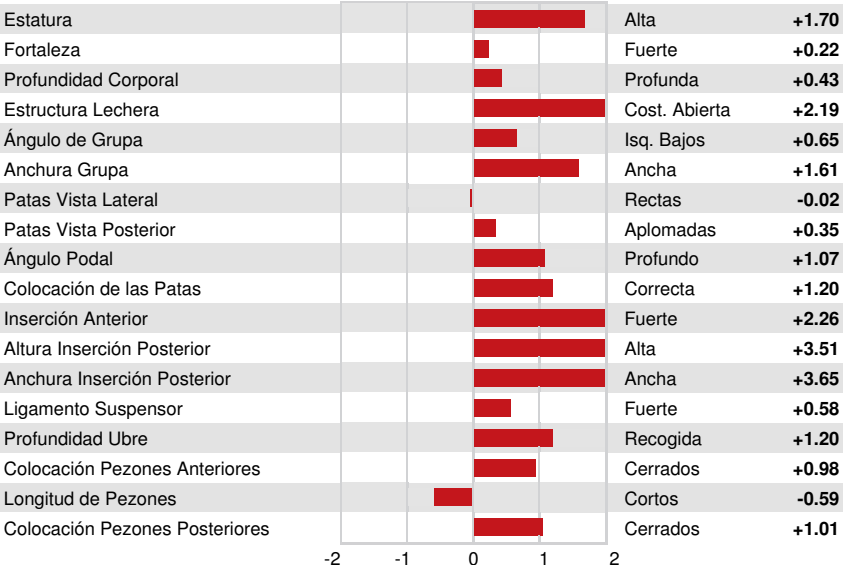 Estatura Alta +1.70
Fortaleza Fuerte +0.22
Profundidad Corporal Profunda +0.43
Estructura Lechera Cost. Abierta +2.19
Ángulo de Grupa Isq. Bajos +0.65
Anchura Grupa Ancha +1.61
Patas Vista Lateral Rectas -0.02
Patas Vista Posterior Aplomadas +0.35
Ángulo Podal Profundo +1.07
Colocación de las Patas Correcta +1.20
Inserción Anterior Fuerte +2.26
Altura Inserción Posterior Alta +3.51
Anchura Inserción Posterior Ancha +3.65
Ligamento Suspensor Fuerte +0.58
Profundidad Ubre Recogida +1.20
Colocación Pezones Anteriores Cerrados +0.98
Longitud de Pezones Cortos -0.59
Colocación Pezones Posteriores Cerrados +1.01
-2 -1 0 1 2